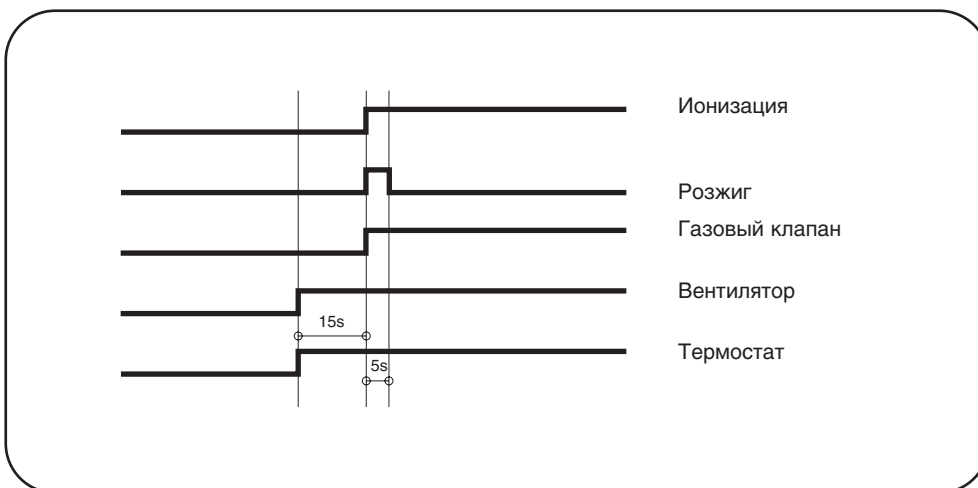 Ионизация
Розжиг
Газовый клапан
Вентилятор
15s
Термостат
5s